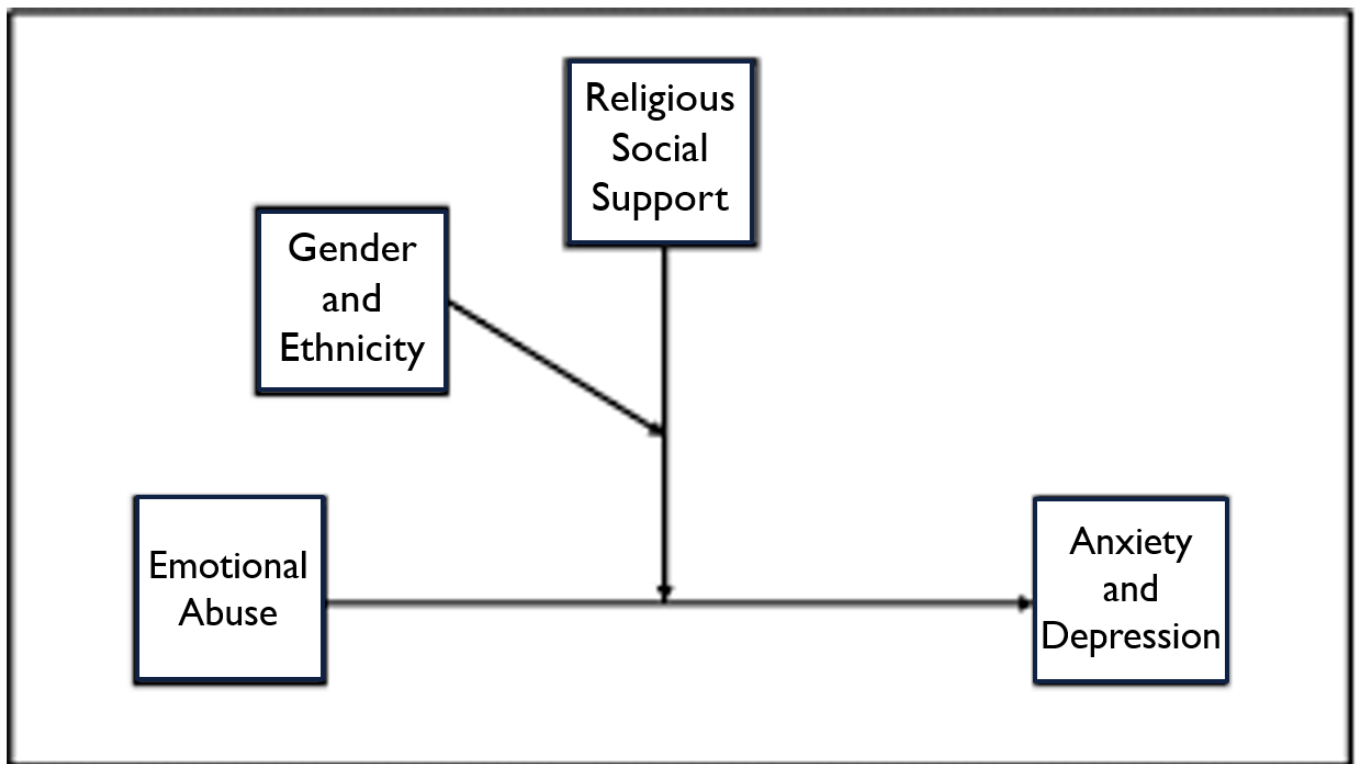 Religious
Social
Support
Gender
and
Ethnicity
Emotional
Abuse
Anxiety
and
Depression